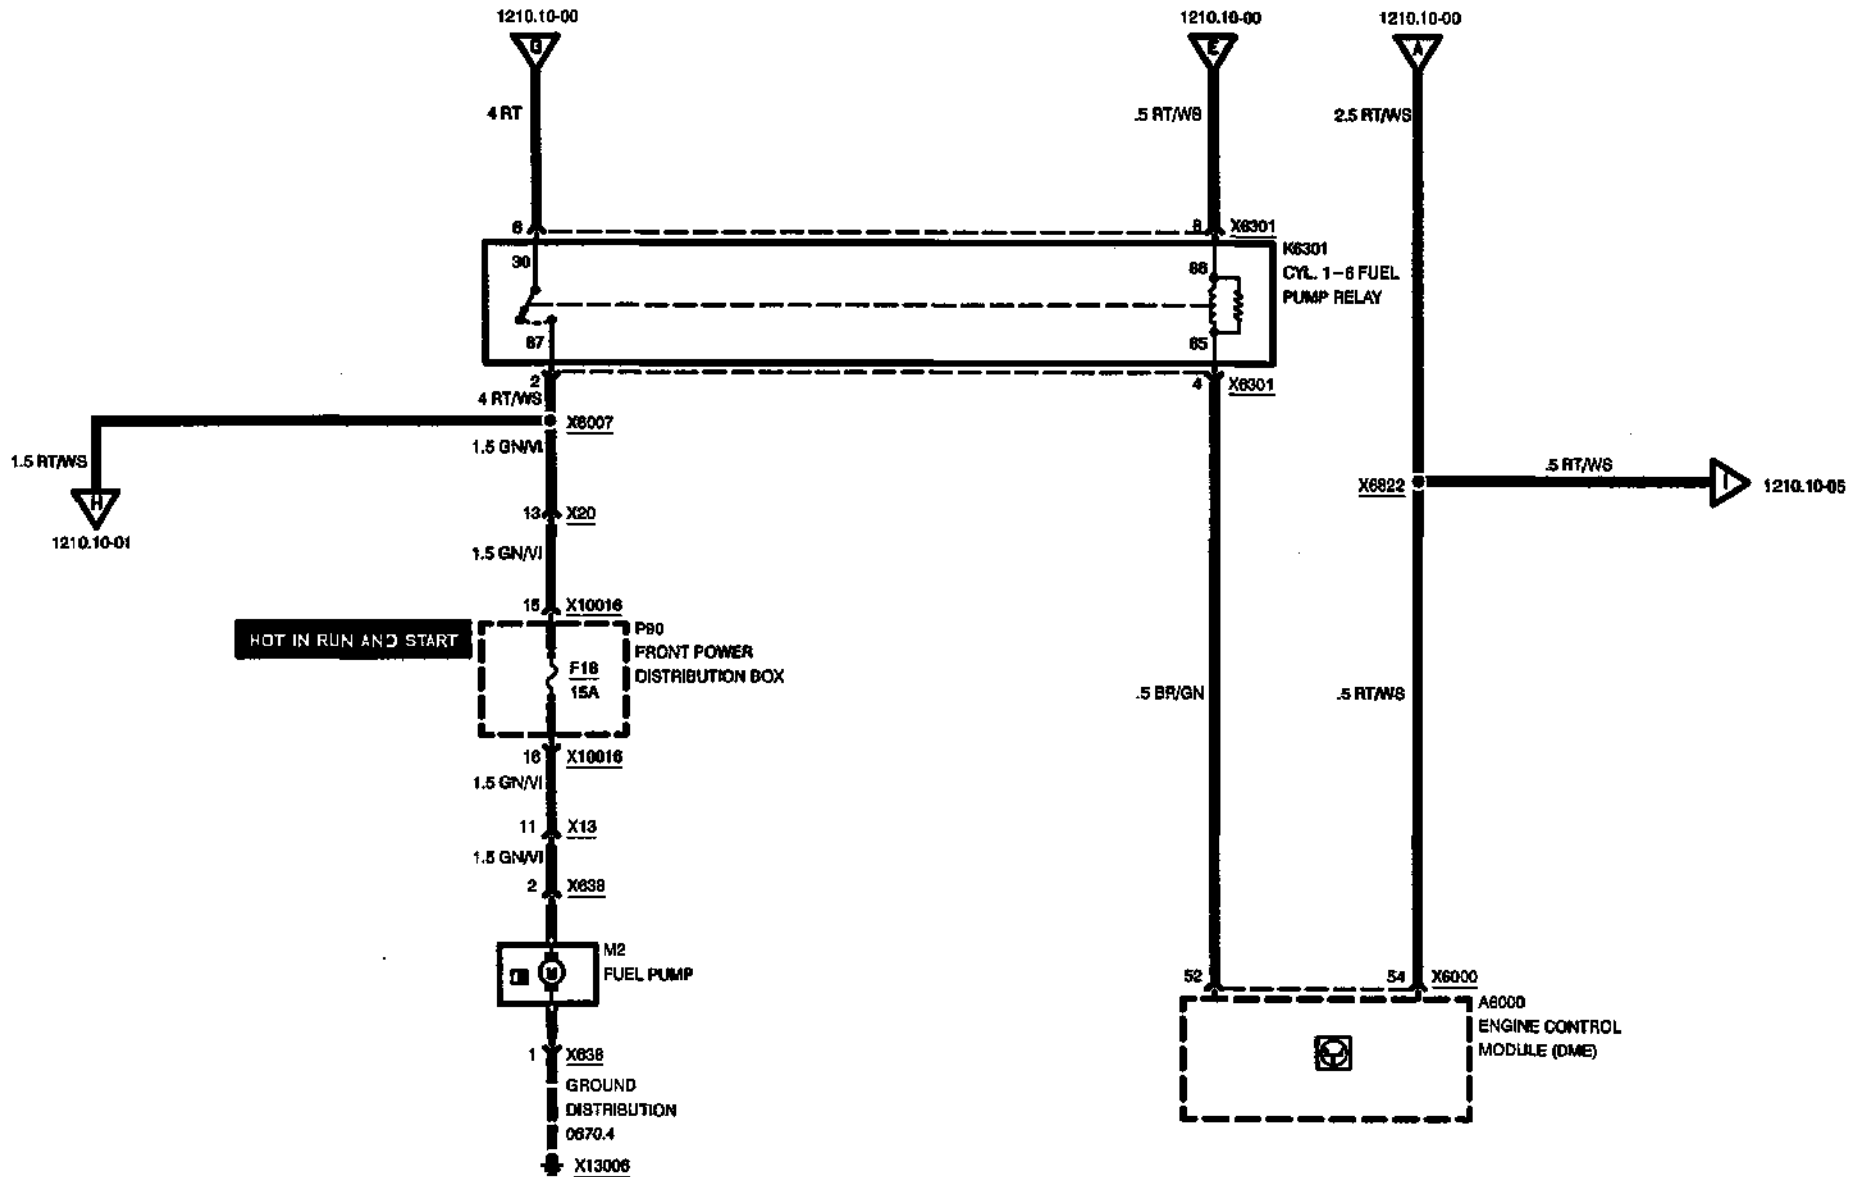 1210.10-00
1210.10-00
1210.10-00
G
E
A
4 RT
.5 RT/WS
2.5 RT/WS
6
8
X6301
K6301
CYL. 1-6 FUEL
PUMP RELAY
30
86
87
85
2
4
X6301
4 RT/WS
X6007
1.5 GN/VI
1.5 RT/WS
H
1210.10-01
.5 RT/WS
X6822
I
1210.10-05
13
X20
1.5 GN/VI
15
X10016
HOT IN RUN AND START
P90
FRONT POWER
DISTRIBUTION BOX
F18
15A
.5 BR/GN
.5 RT/WS
16
X10016
1.5 GN/VI
11
X13
1.5 GN/VI
2
X638
M2
FUEL PUMP
M
52
54
X6000
A6000
ENGINE CONTROL
MODULE (DME)
1
X638
GROUND
DISTRIBUTION
0670.4
X13006